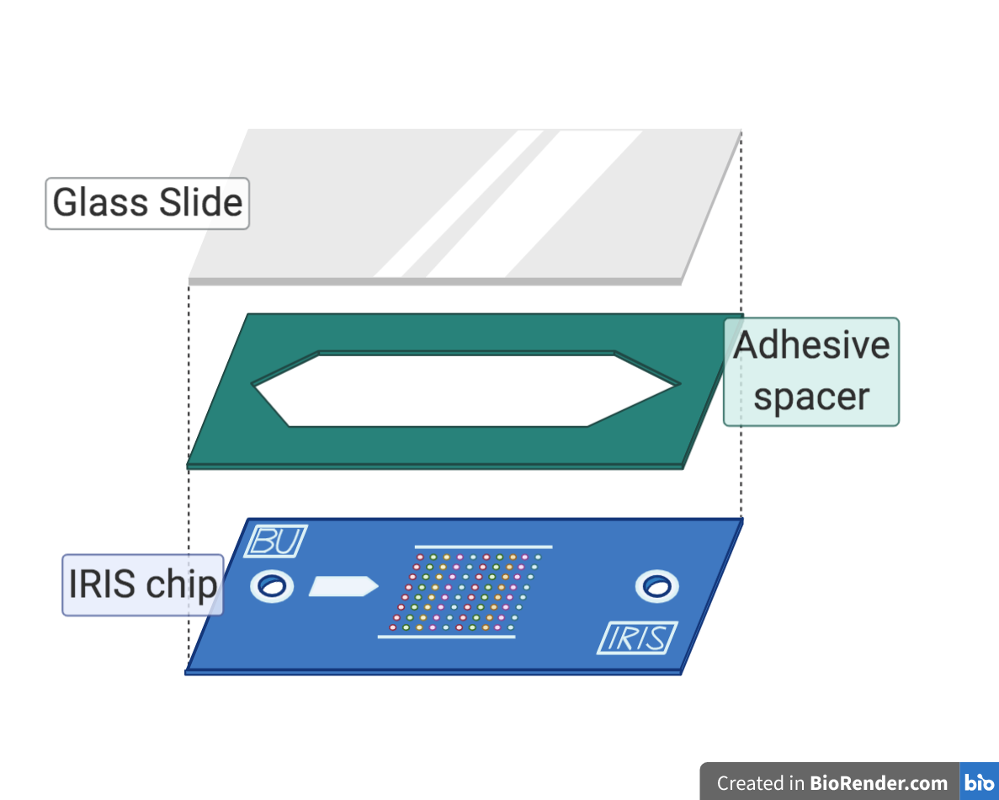 Glass Slide
Adhesive
spacer
BU
IRIS chip
IRIS
Created in BioRender.com bio